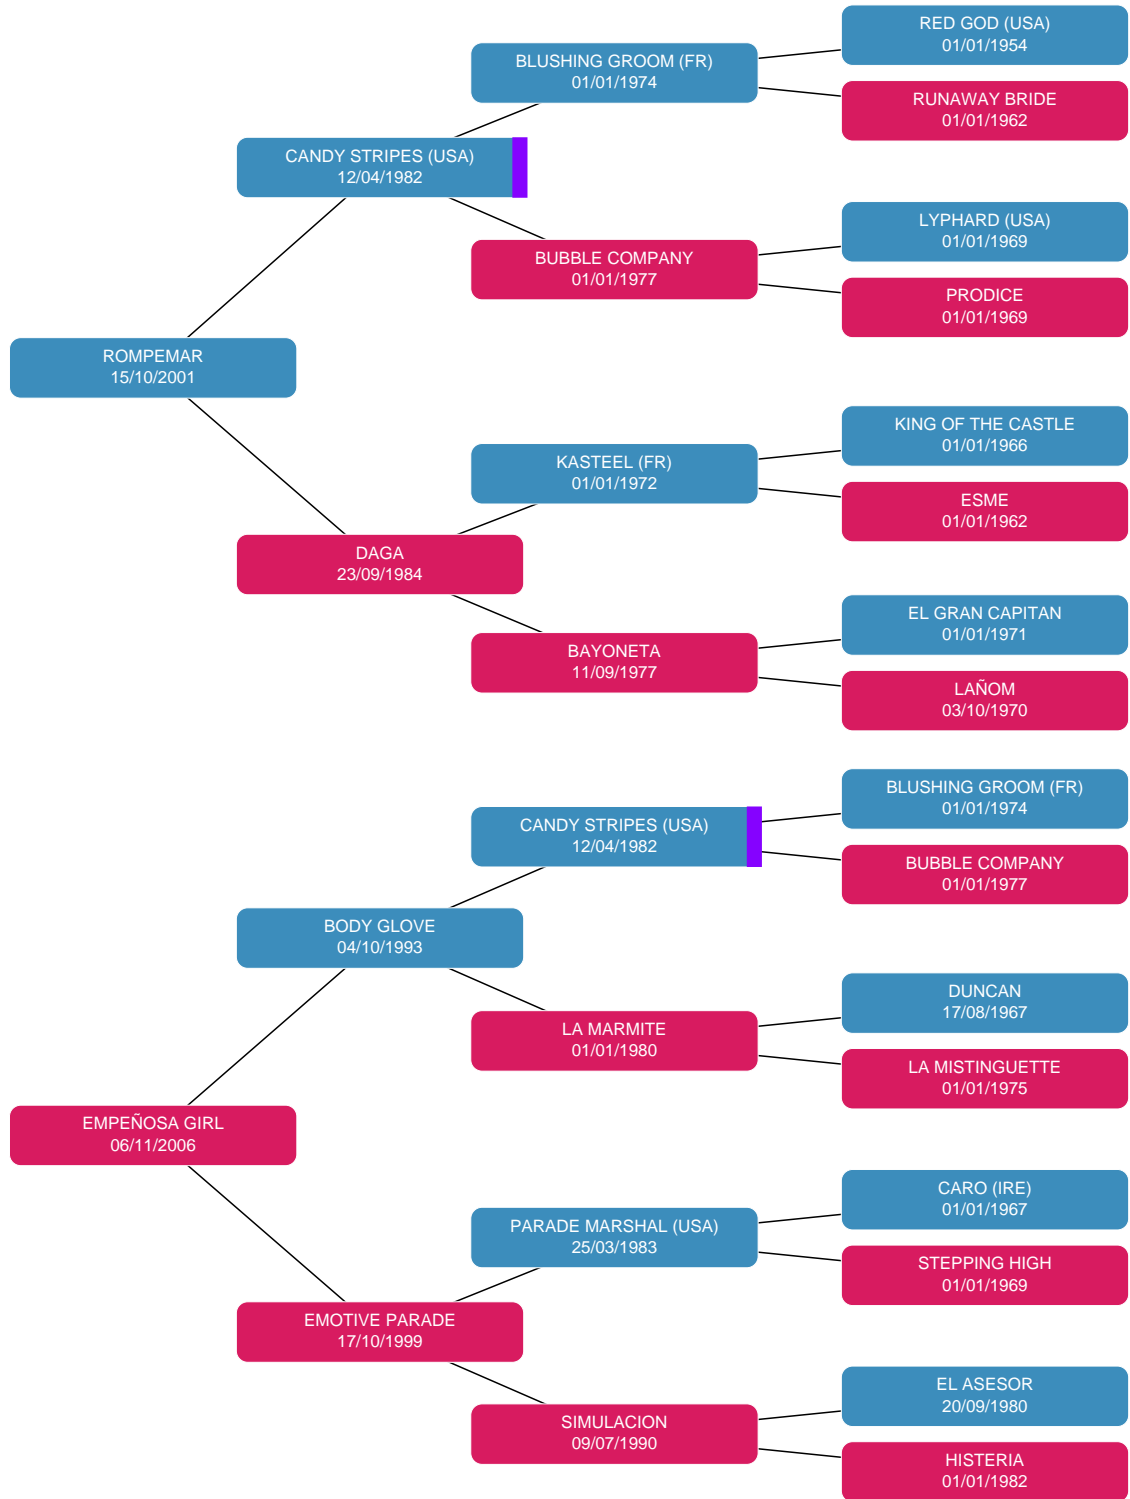 RED GOD (USA)
01/01/1954
BLUSHING GROOM (FR)
01/01/1974
RUNAWAY BRIDE
01/01/1962
CANDY STRIPES (USA)
12/04/1982
LYPHARD (USA)
01/01/1969
BUBBLE COMPANY
01/01/1977
PRODICE
01/01/1969
ROMPEMAR
15/10/2001
KING OF THE CASTLE
01/01/1966
KASTEEL (FR)
01/01/1972
ESME
01/01/1962
DAGA
23/09/1984
EL GRAN CAPITAN
01/01/1971
BAYONETA
11/09/1977
LAÑOM
03/10/1970
BLUSHING GROOM (FR)
01/01/1974
CANDY STRIPES (USA)
12/04/1982
BUBBLE COMPANY
01/01/1977
BODY GLOVE
04/10/1993
DUNCAN
17/08/1967
LA MARMITE
01/01/1980
LA MISTINGUETTE
01/01/1975
EMPEÑOSA GIRL
06/11/2006
CARO (IRE)
01/01/1967
PARADE MARSHAL (USA)
25/03/1983
STEPPING HIGH
01/01/1969
EMOTIVE PARADE
17/10/1999
EL ASESOR
20/09/1980
SIMULACION
09/07/1990
HISTERIA
01/01/1982